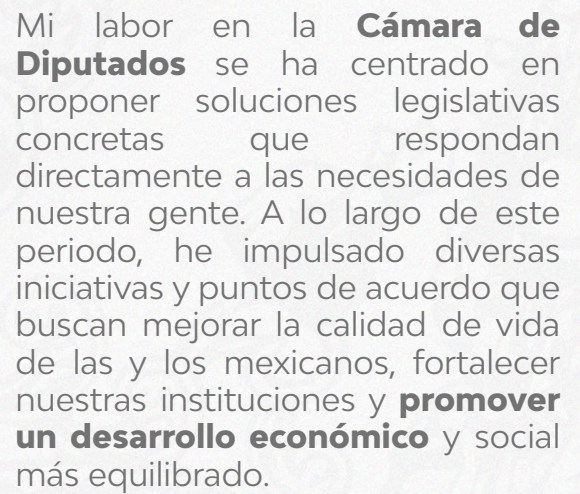 Mi labor en la Cámara de
Diputados se ha centrado en
proponer soluciones legislativas
concretas que respondan
directamente a las necesidades de
nuestra gente. A lo largo de este
periodo, he impulsado diversas
iniciativas y puntos de acuerdo que
buscan mejorar la calidad de vida
de las y los mexicanos, fortalecer
nuestras instituciones y promover
un desarrollo económico y social
más equilibrado.